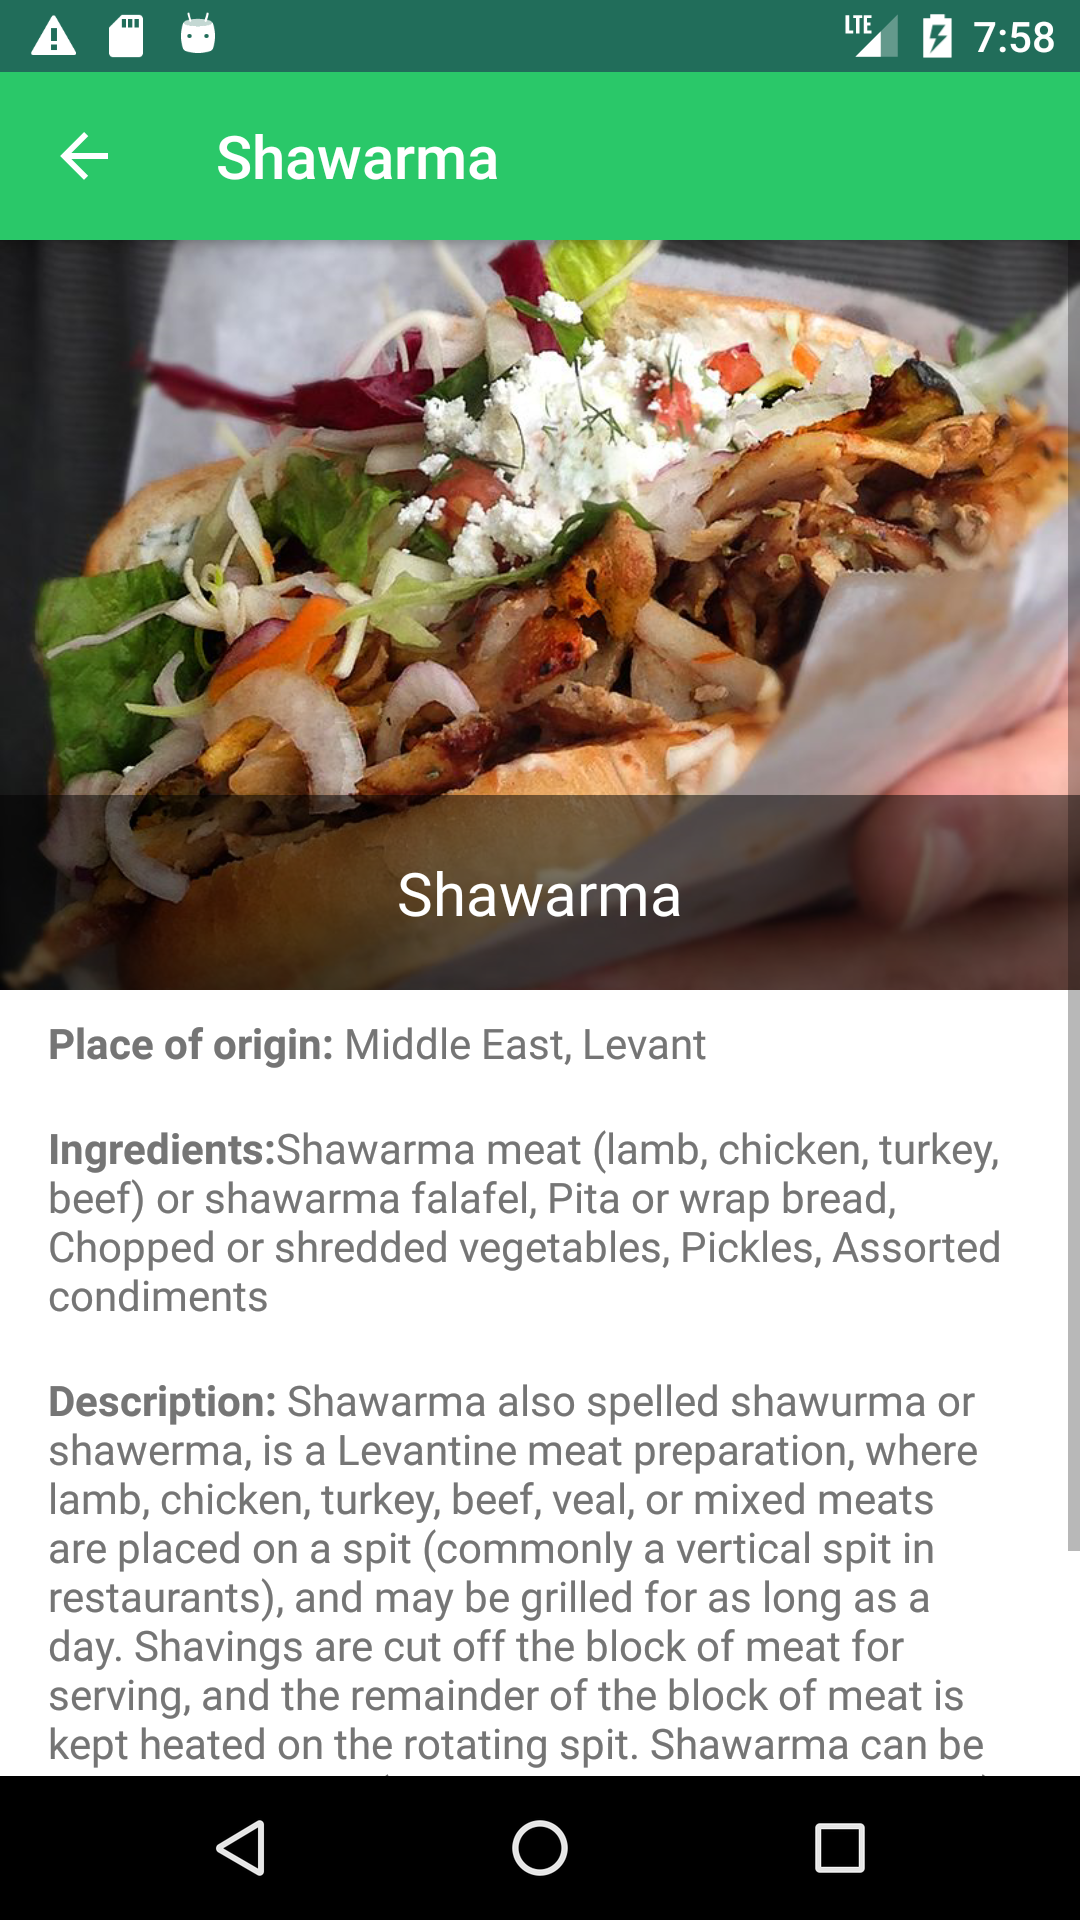 LTE 7:58
Shawarma
Shawarma
Place of origin: Middle East, Levant
Ingredients:Shawarma meat (lamb, chicken, turkey,
beef) or shawarma falafel, Pita or wrap bread,
Chopped or shredded vegetables, Pickles, Assorted
condiments
Description: Shawarma also spelled shawurma or
shawerma, is a Levantine meat preparation, where
lamb, chicken, turkey, beef, veal, or mixed meats
are placed on a spit (commonly a vertical spit in
restaurants), and may be grilled for as long as a
day. Shavings are cut off the block of meat for
serving, and the remainder of the block of meat is
kept heated on the rotating spit. Shawarma can be